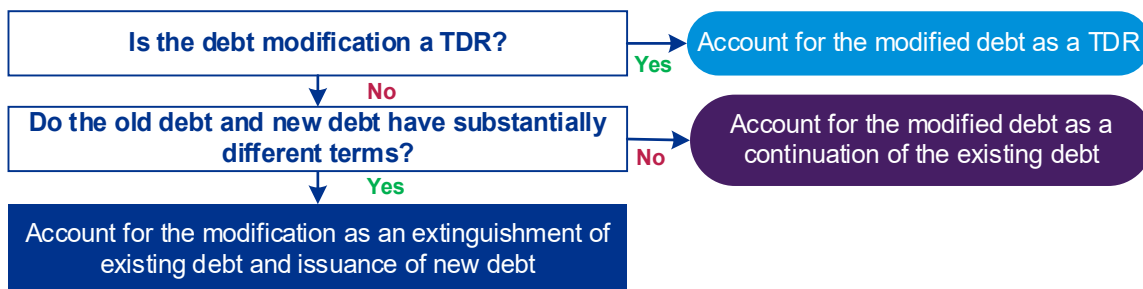 Is the debt modification a TDR?
Yes
Account for the modified debt as a TDR
No
Do the old debt and new debt have substantially
different terms?
No
Account for the modified debt as a
continuation of the existing debt
Yes
Account for the modification as an extinguishment of
existing debt and issuance of new debt